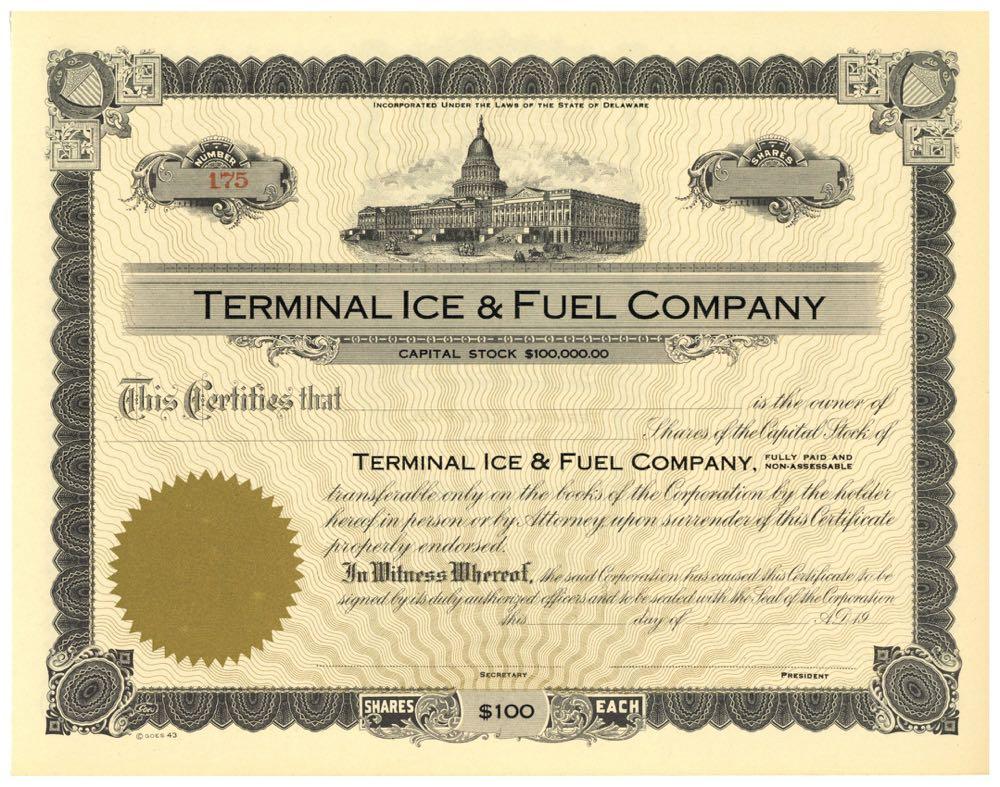 INCORPORATED UNDER THE LAWS OF THE STATE OF DELAWARE
NUMBER
175
SHARES
TERMINAL ICE & FUEL COMPANY
CAPITAL STOCK $100,000.00
This Certifies that is the owner of
Shares of the Capital Stock of
TERMINAL ICE & FUEL COMPANY, FULLY PAID AND NON-ASSESSABLE
transferable only on the books of the Corporation by the holder
hereof in person or by Attorney upon surrender of this Certificate
properly endorsed.
In Witness Whereof, the said Corporation has caused this Certificate to be
signed by its duly authorized officers and to be sealed with the Seal of the Corporation
this day of A.D. 19
SECRETARY
PRESIDENT
SHARES $100 EACH
© GOES 43